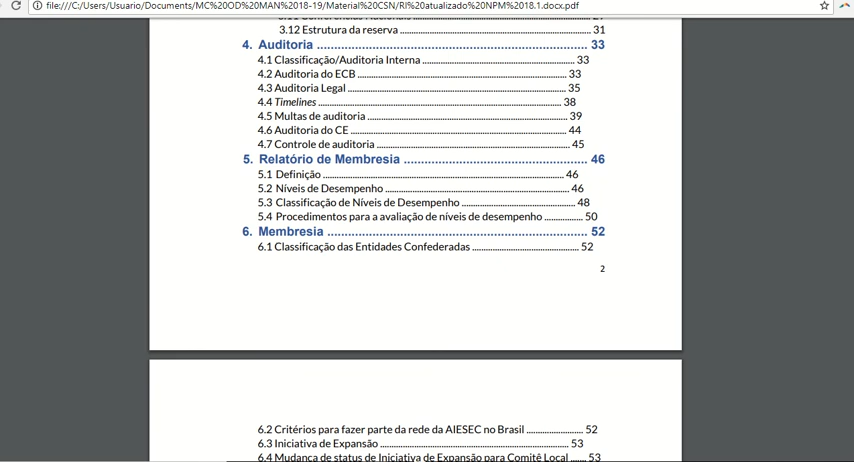 file:///C:/Users/Usuario/Documents/MC%20OD%20MAN%2018-19/Material%20CSN/RI%20atualizado%20NPM%2018.1.docx.pdf
3.11 Conferências Nacionais 27
3.12 Estrutura da reserva 31
4. Auditoria 33
4.1 Classificação/Auditoria Interna 33
4.2 Auditoria do ECB 33
4.3 Auditoria Legal 35
4.4 Timelines 38
4.5 Multas de auditoria 39
4.6 Auditoria do CE 44
4.7 Controle de auditoria 45
5. Relatório de Membresia 46
5.1 Definição 46
5.2 Níveis de Desempenho 46
5.3 Classificação de Níveis de Desempenho 48
5.4 Procedimentos para a avaliação de níveis de desempenho 50
6. Membresia 52
6.1 Classificação das Entidades Confederadas 52
2
6.2 Critérios para fazer parte da rede da AIESEC no Brasil 52
6.3 Iniciativa de Expansão 53
6.4 Mudança de status de Iniciativa de Expansão para Comitê Local 53